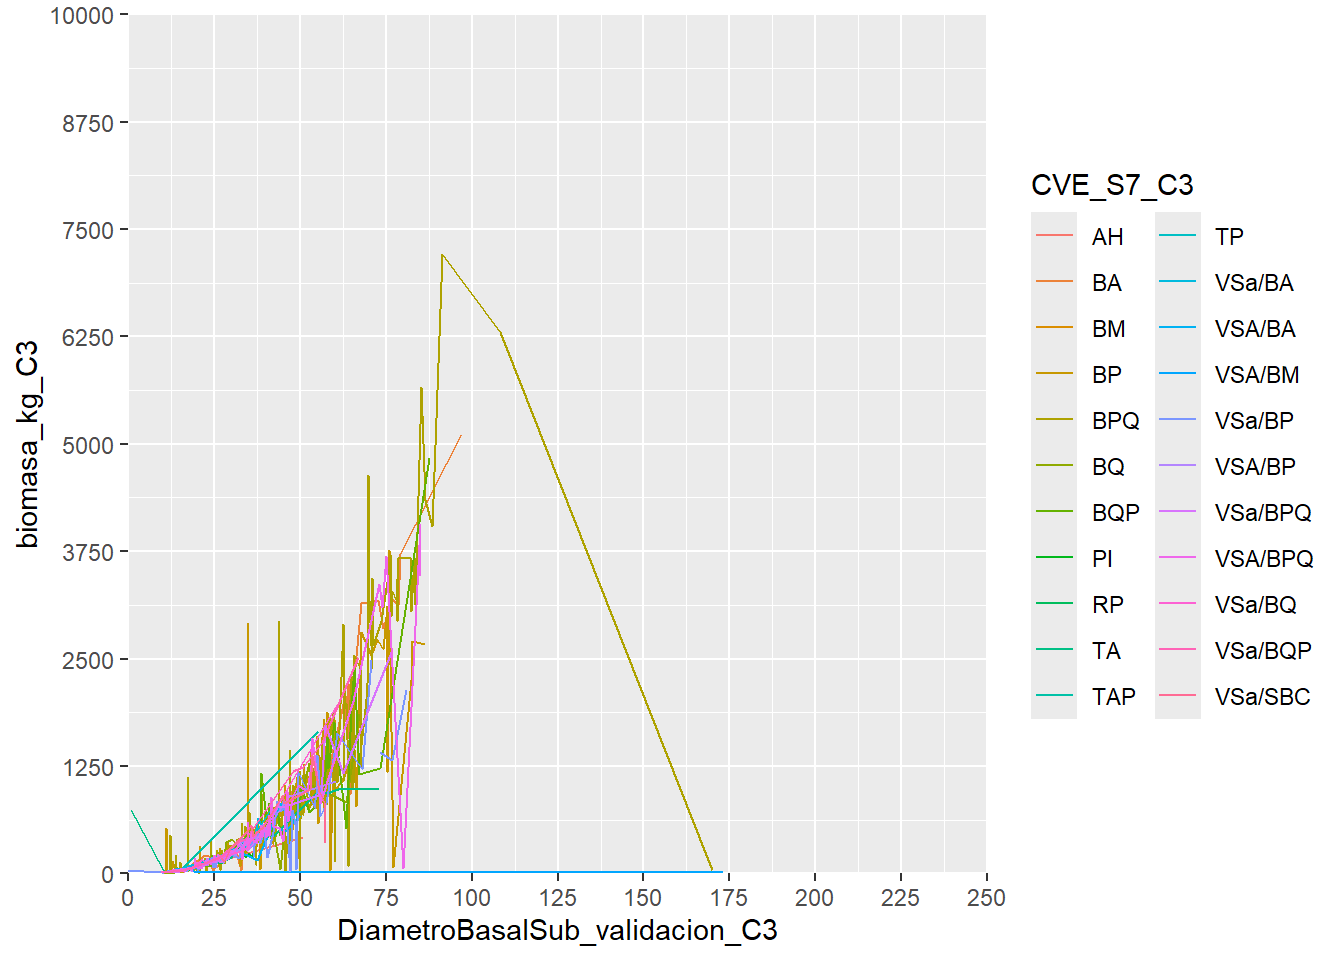 10000
8750
7500
6250
5000
3750
2500
1250
0
biomasa_kg_C3
0 25 50 75 100 125 150 175 200 225 250
DiametroBasalSub_validacion_C3
CVE_S7_C3
AH
BA
BM
BP
BPQ
BQ
BQP
PI
RP
TA
TAP
TP
VSa/BA
VSA/BA
VSA/BM
VSa/BP
VSA/BP
VSa/BPQ
VSA/BPQ
VSa/BQ
VSa/BQP
VSa/SBC